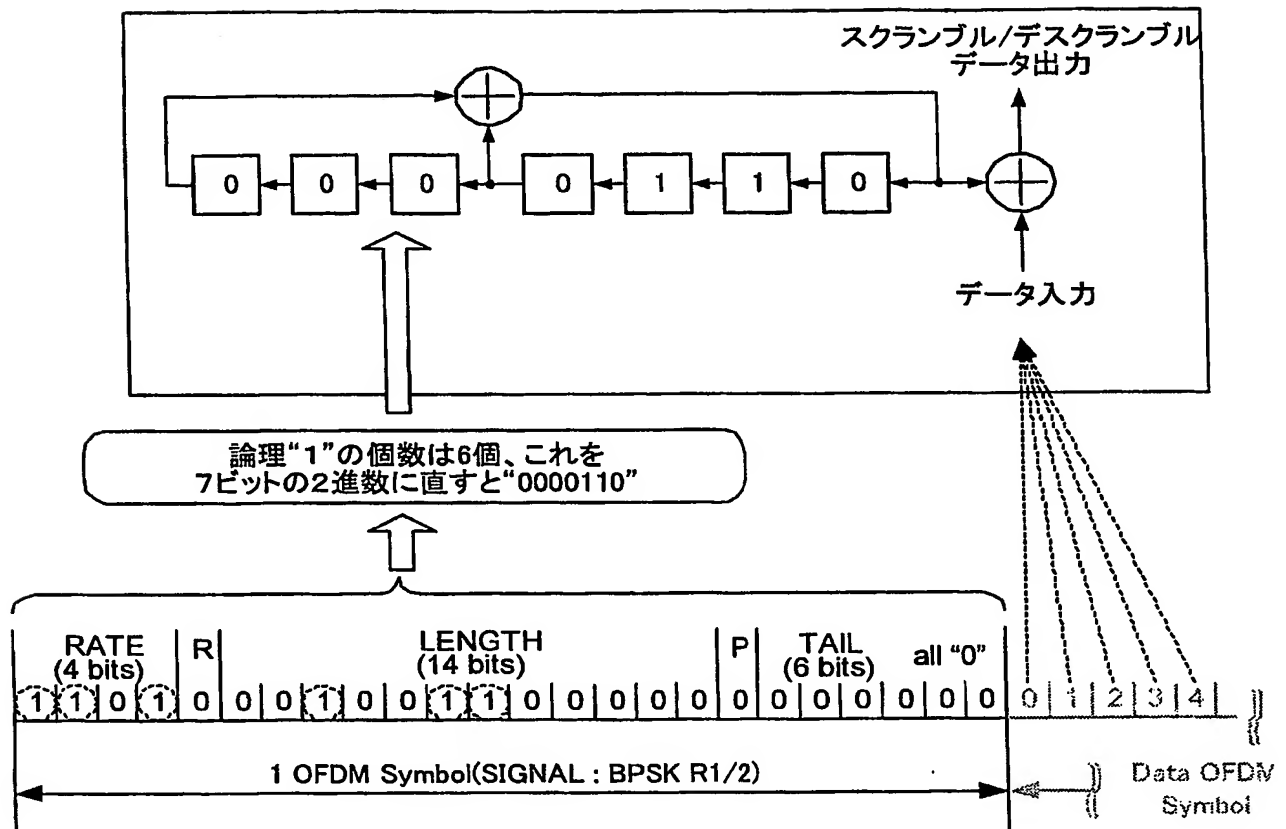 スクランブル/デスクランブル
データ出力
0 0 0 0 1 1 0
データ入力
論理“1”の個数は6個、これを
7ビットの2進数に直すと“0000110”
RATE R LENGTH P TAIL all “0”
(4 bits) (14 bits) (6 bits)
1 1 0 1 0 0 0 1 0 0 1 1 0 0 0 0 0 0 0 0 0 0 0 0 0 1 2 3 4
1 OFDM Symbol(SIGNAL : BPSK R1/2)
Data OFDM
Symbol